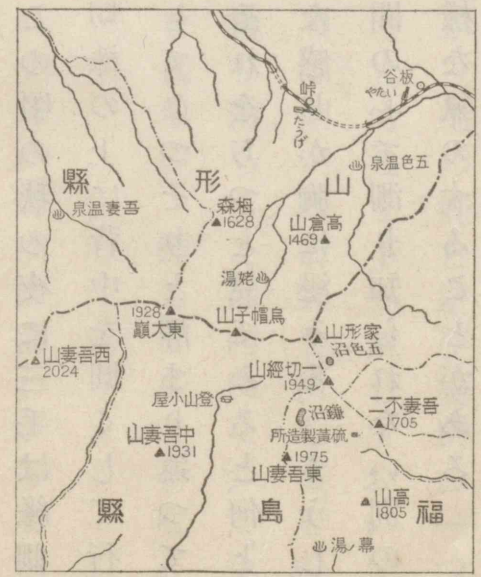 板谷
いたや
峠
たうげ
山形縣
五色温泉
吾妻温泉
栂森
1628
高倉山
1469
姥湯
1928
東大巓
烏帽子山
家形山
五色沼
西吾妻山
2024
一切經山
1949
登山小屋
鎌沼
吾妻不二
1705
硫黃製造所
中吾妻山
1931
1975
東吾妻山
高山
1805
福島縣
幕ノ湯